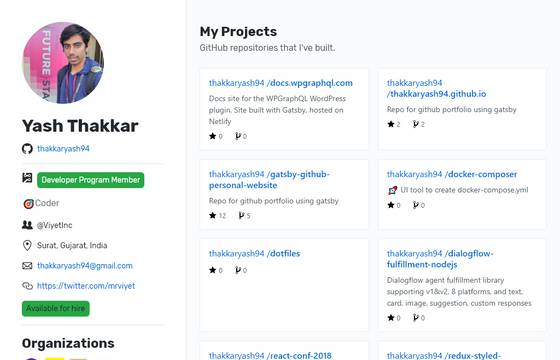 FUTURE STA
Yash Thakkar
thakkaryash94
Developer Program Member
🎯Coder
@ViyetInc
Surat, Gujarat, India
thakkaryash94@gmail.com
https://twitter.com/mrviyet
Available for hire
Organizations
My Projects
GitHub repositories that I've built.
thakkaryash94 /docs.wpgraphql.com
Docs site for the WPGraphQL WordPress
plugin. Site built with Gatsby, hosted on
Netlify
0 0
thakkaryash94
/thakkaryash94.github.io
Repo for github portfolio using gatsby
2 2
thakkaryash94 /gatsby-github-
personal-website
Repo for github portfolio using gatsby
12 5
thakkaryash94 /docker-composer
🚀 UI tool to create docker-compose.yml
0 0
thakkaryash94 /dotfiles
0 0
thakkaryash94 /dialogflow-
fulfillment-nodejs
Dialogflow agent fulfillment library
supporting v1&v2, 8 platforms, and text,
card, image, suggestion, custom responses
0 0
thakkaryash94 /react-conf-2018
thakkaryash94 /redux-styled-